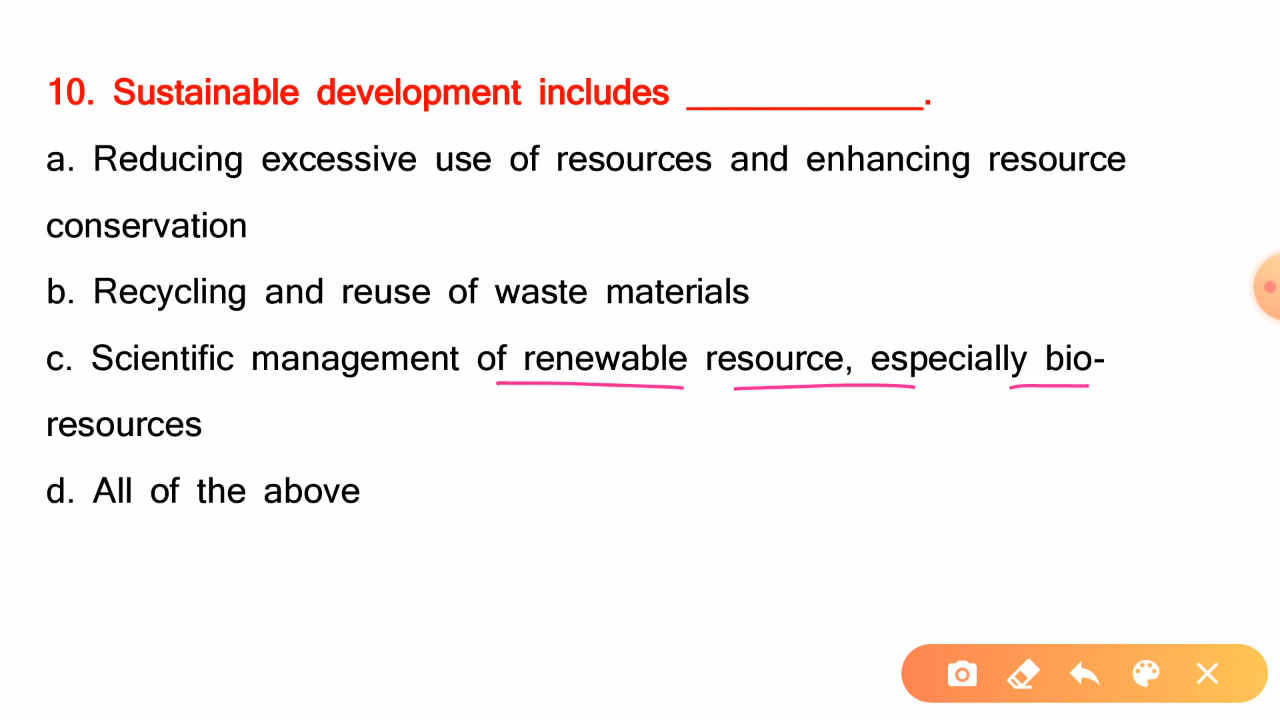 10. Sustainable development includes ____________.
a. Reducing excessive use of resources and enhancing resource
conservation
b. Recycling and reuse of waste materials
c. Scientific management of renewable resource, especially bio-
resources
d. All of the above